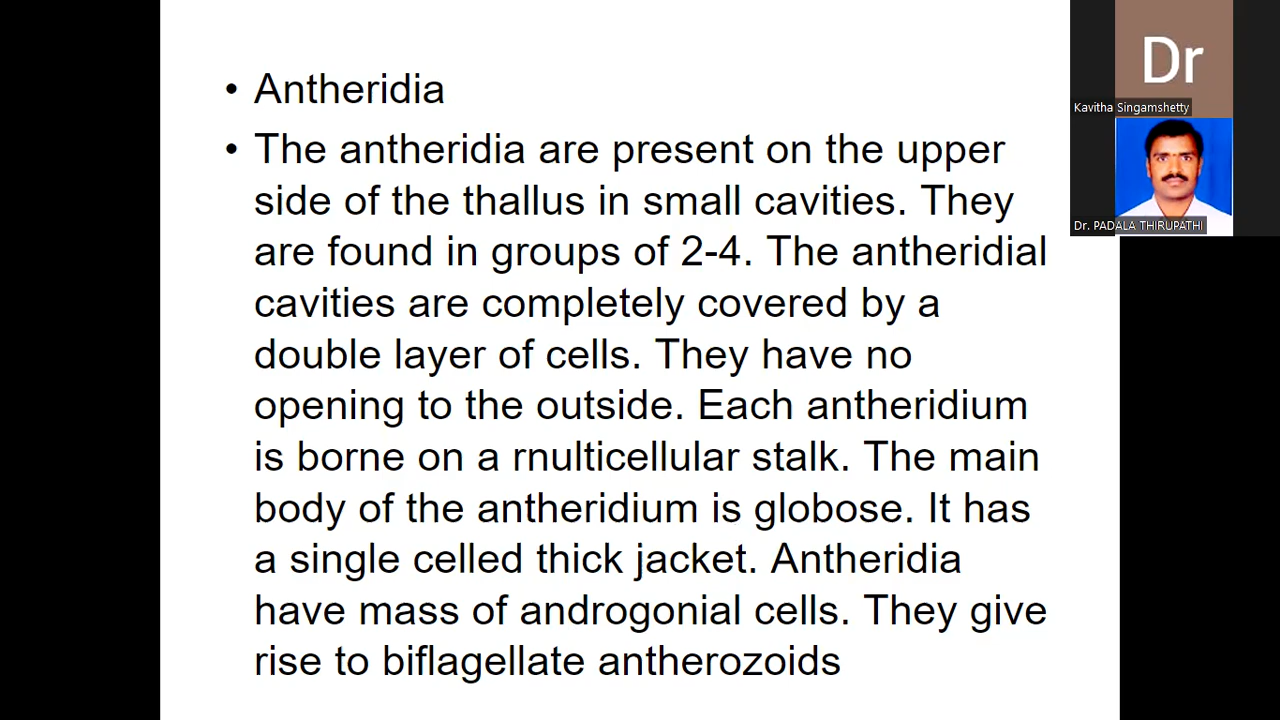 • Antheridia
• The antheridia are present on the upper
side of the thallus in small cavities. They
are found in groups of 2-4. The antheridial
cavities are completely covered by a
double layer of cells. They have no
opening to the outside. Each antheridium
is borne on a rnulticellular stalk. The main
body of the antheridium is globose. It has
a single celled thick jacket. Antheridia
have mass of androgonial cells. They give
rise to biflagellate antherozoids
Dr
Kavitha Singamshetty
Dr. PADALA THIRUPATHI